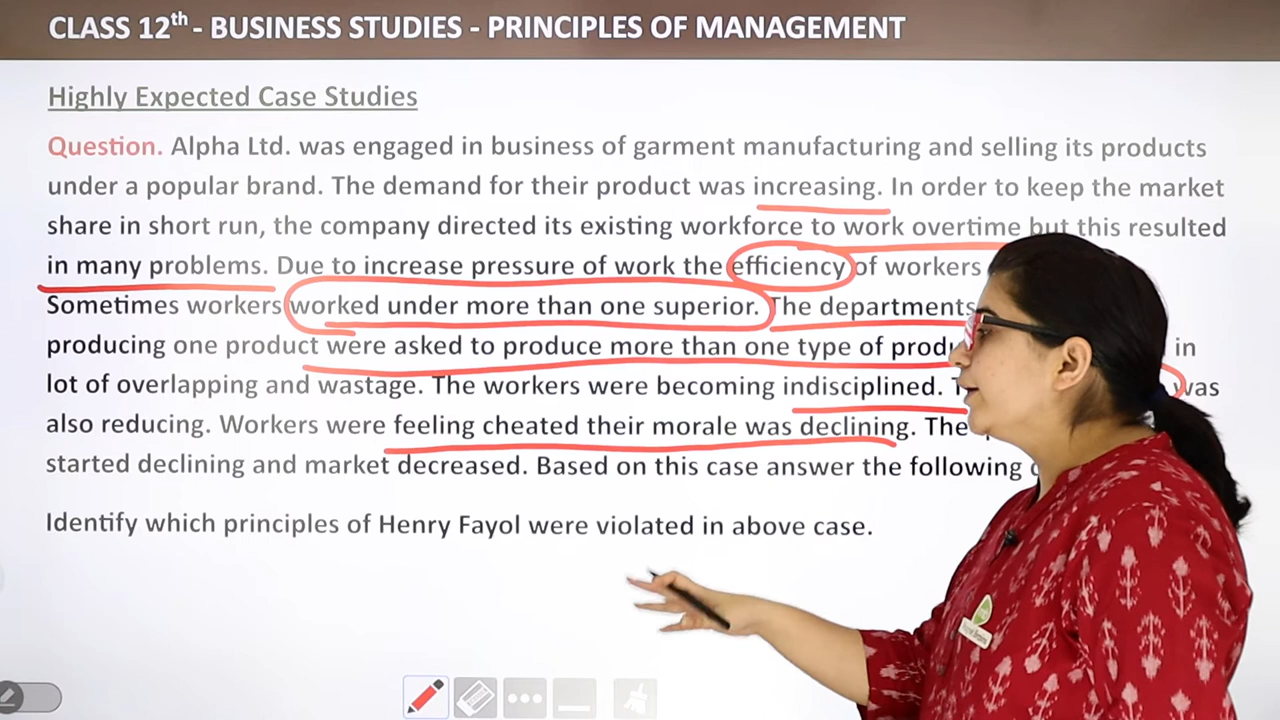 CLASS 12th - BUSINESS STUDIES - PRINCIPLES OF MANAGEMENT
Highly Expected Case Studies
Question. Alpha Ltd. was engaged in business of garment manufacturing and selling its products
under a popular brand. The demand for their product was increasing. In order to keep the market
share in short run, the company directed its existing workforce to work overtime but this resulted
in many problems. Due to increase pressure of work the efficiency of workers
Sometimes workers worked under more than one superior. The departments
producing one product were asked to produce more than one type of in
lot of overlapping and wastage. The workers were becoming indisciplined. was
also reducing. Workers were feeling cheated their morale was declining. The
started declining and market decreased. Based on this case answer the following
Identify which principles of Henry Fayol were violated in above case.